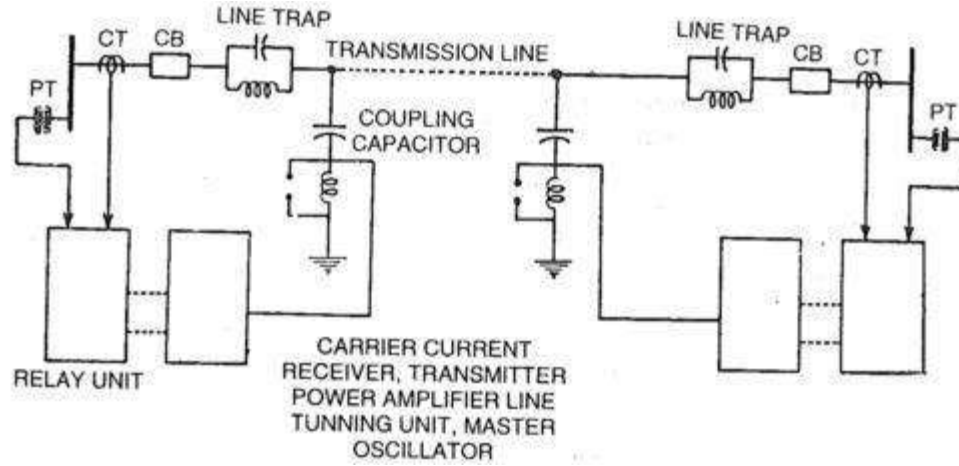 LINE TRAP
CT
CB
TRANSMISSION LINE
PT
COUPLING
CAPACITOR
LINE TRAP
CB
CT
PT
RELAY UNIT
CARRIER CURRENT
RECEIVER, TRANSMITTER
POWER AMPLIFIER LINE
TUNNING UNIT, MASTER
OSCILLATOR